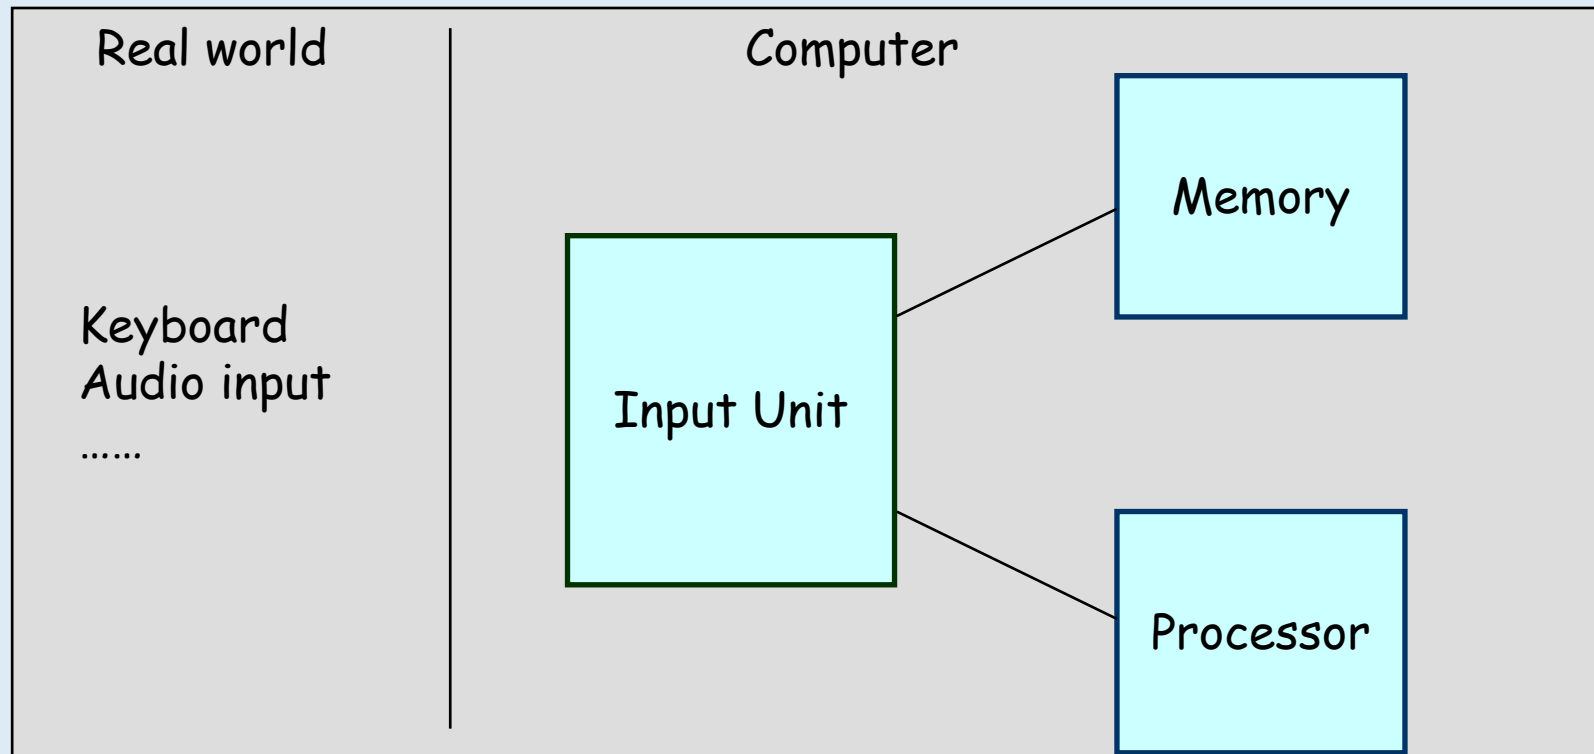 Real world
Computer
Memory
Keyboard
Audio input
......
Input Unit
Processor